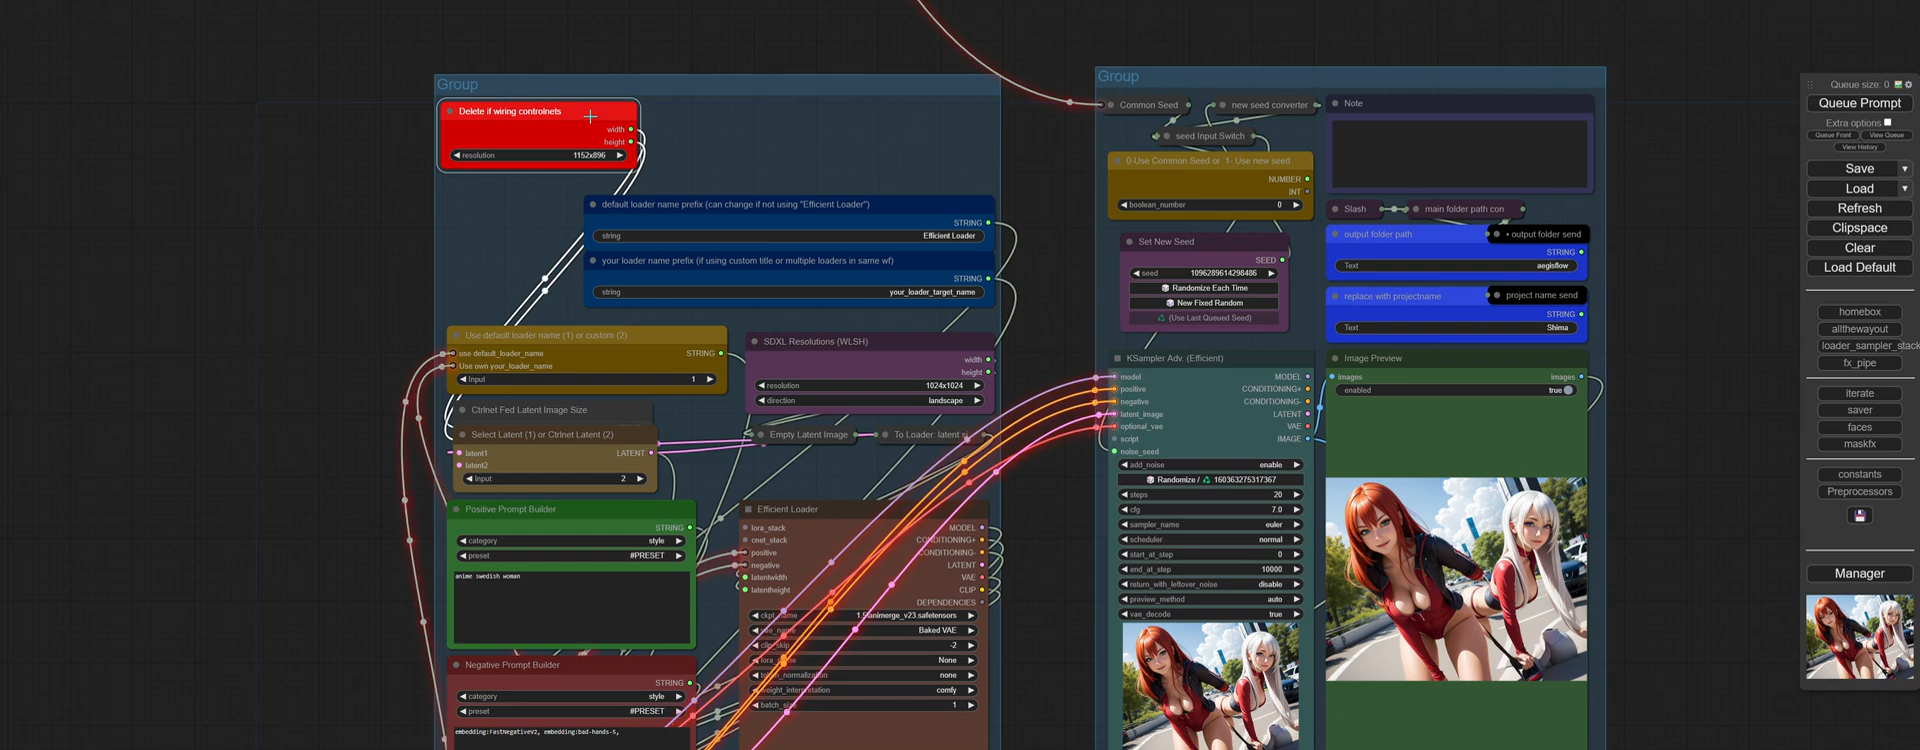 Group
Delete if wiring controlnets
width
height
resolution 1152x896
default loader name prefix (can change if not using "Efficient Loader")
STRING
string Efficient Loader
your loader name prefix (if using custom title or multiple loaders in same wf)
STRING
string your_loader_target_name
Use default loader name (1) or custom (2)
use default_loader_name STRING
Use own your_loader_name
Input 1
SDXL Resolutions (WLSH)
width
height
resolution 1024x1024
direction landscape
Ctrlnet Fed Latent Image Size
Select Latent (1) or Ctrlnet Latent (2)
latent1 LATENT
latent2
Input 2
Empty Latent Image
To Loader: latent
Positive Prompt Builder
STRING
category style
preset #PRESET
anime swedish woman
Negative Prompt Builder
STRING
category style
preset #PRESET
embedding:FastNegativeV2, embedding:bad-hands-5,
Efficient Loader
lora_stack MODEL
cnet_stack CONDITIONING+
positive CONDITIONING-
negative LATENT
latentwidth VAE
latentheight CLIP
DEPENDENCIES
ckpt_name
vae_name Baked VAE
clip_skip -2
None
token_normalization none
weight_interpretation comfy
batch_size 1
Group
Common Seed
new seed converter
seed Input Switch
0-Use Common Seed or 1- Use new seed
NUMBER
INT
boolean_number 0
Set New Seed
SEED
seed 1096289614298486
Randomize Each Time
New Fixed Random
(Use Last Queued Seed)
Note
Slash
main folder path con
output folder path
• output folder send
STRING
Text aegisflow
replace with projectname
project name send
STRING
Text Shima
KSampler Adv. (Efficient)
model MODEL
positive CONDITIONING+
negative CONDITIONING-
latent_image LATENT
optional_vae VAE
script IMAGE
noise_seed
add_noise enable
Randomize / 160363275317367
steps 20
cfg 7.0
sampler_name euler
scheduler normal
start_at_step 0
end_at_step 10000
return_with_leftover_noise disable
preview_method auto
vae_decode true
Image Preview
images images
enabled true
Queue size: 0
Queue Prompt
Extra options
Queue Front View Queue
View History
Save
Load
Refresh
Clipspace
Clear
Load Default
homebox
allthewayout
loader_sampler_stack
fx_pipe
iterate
saver
faces
maskfx
constants
Preprocessors
Manager